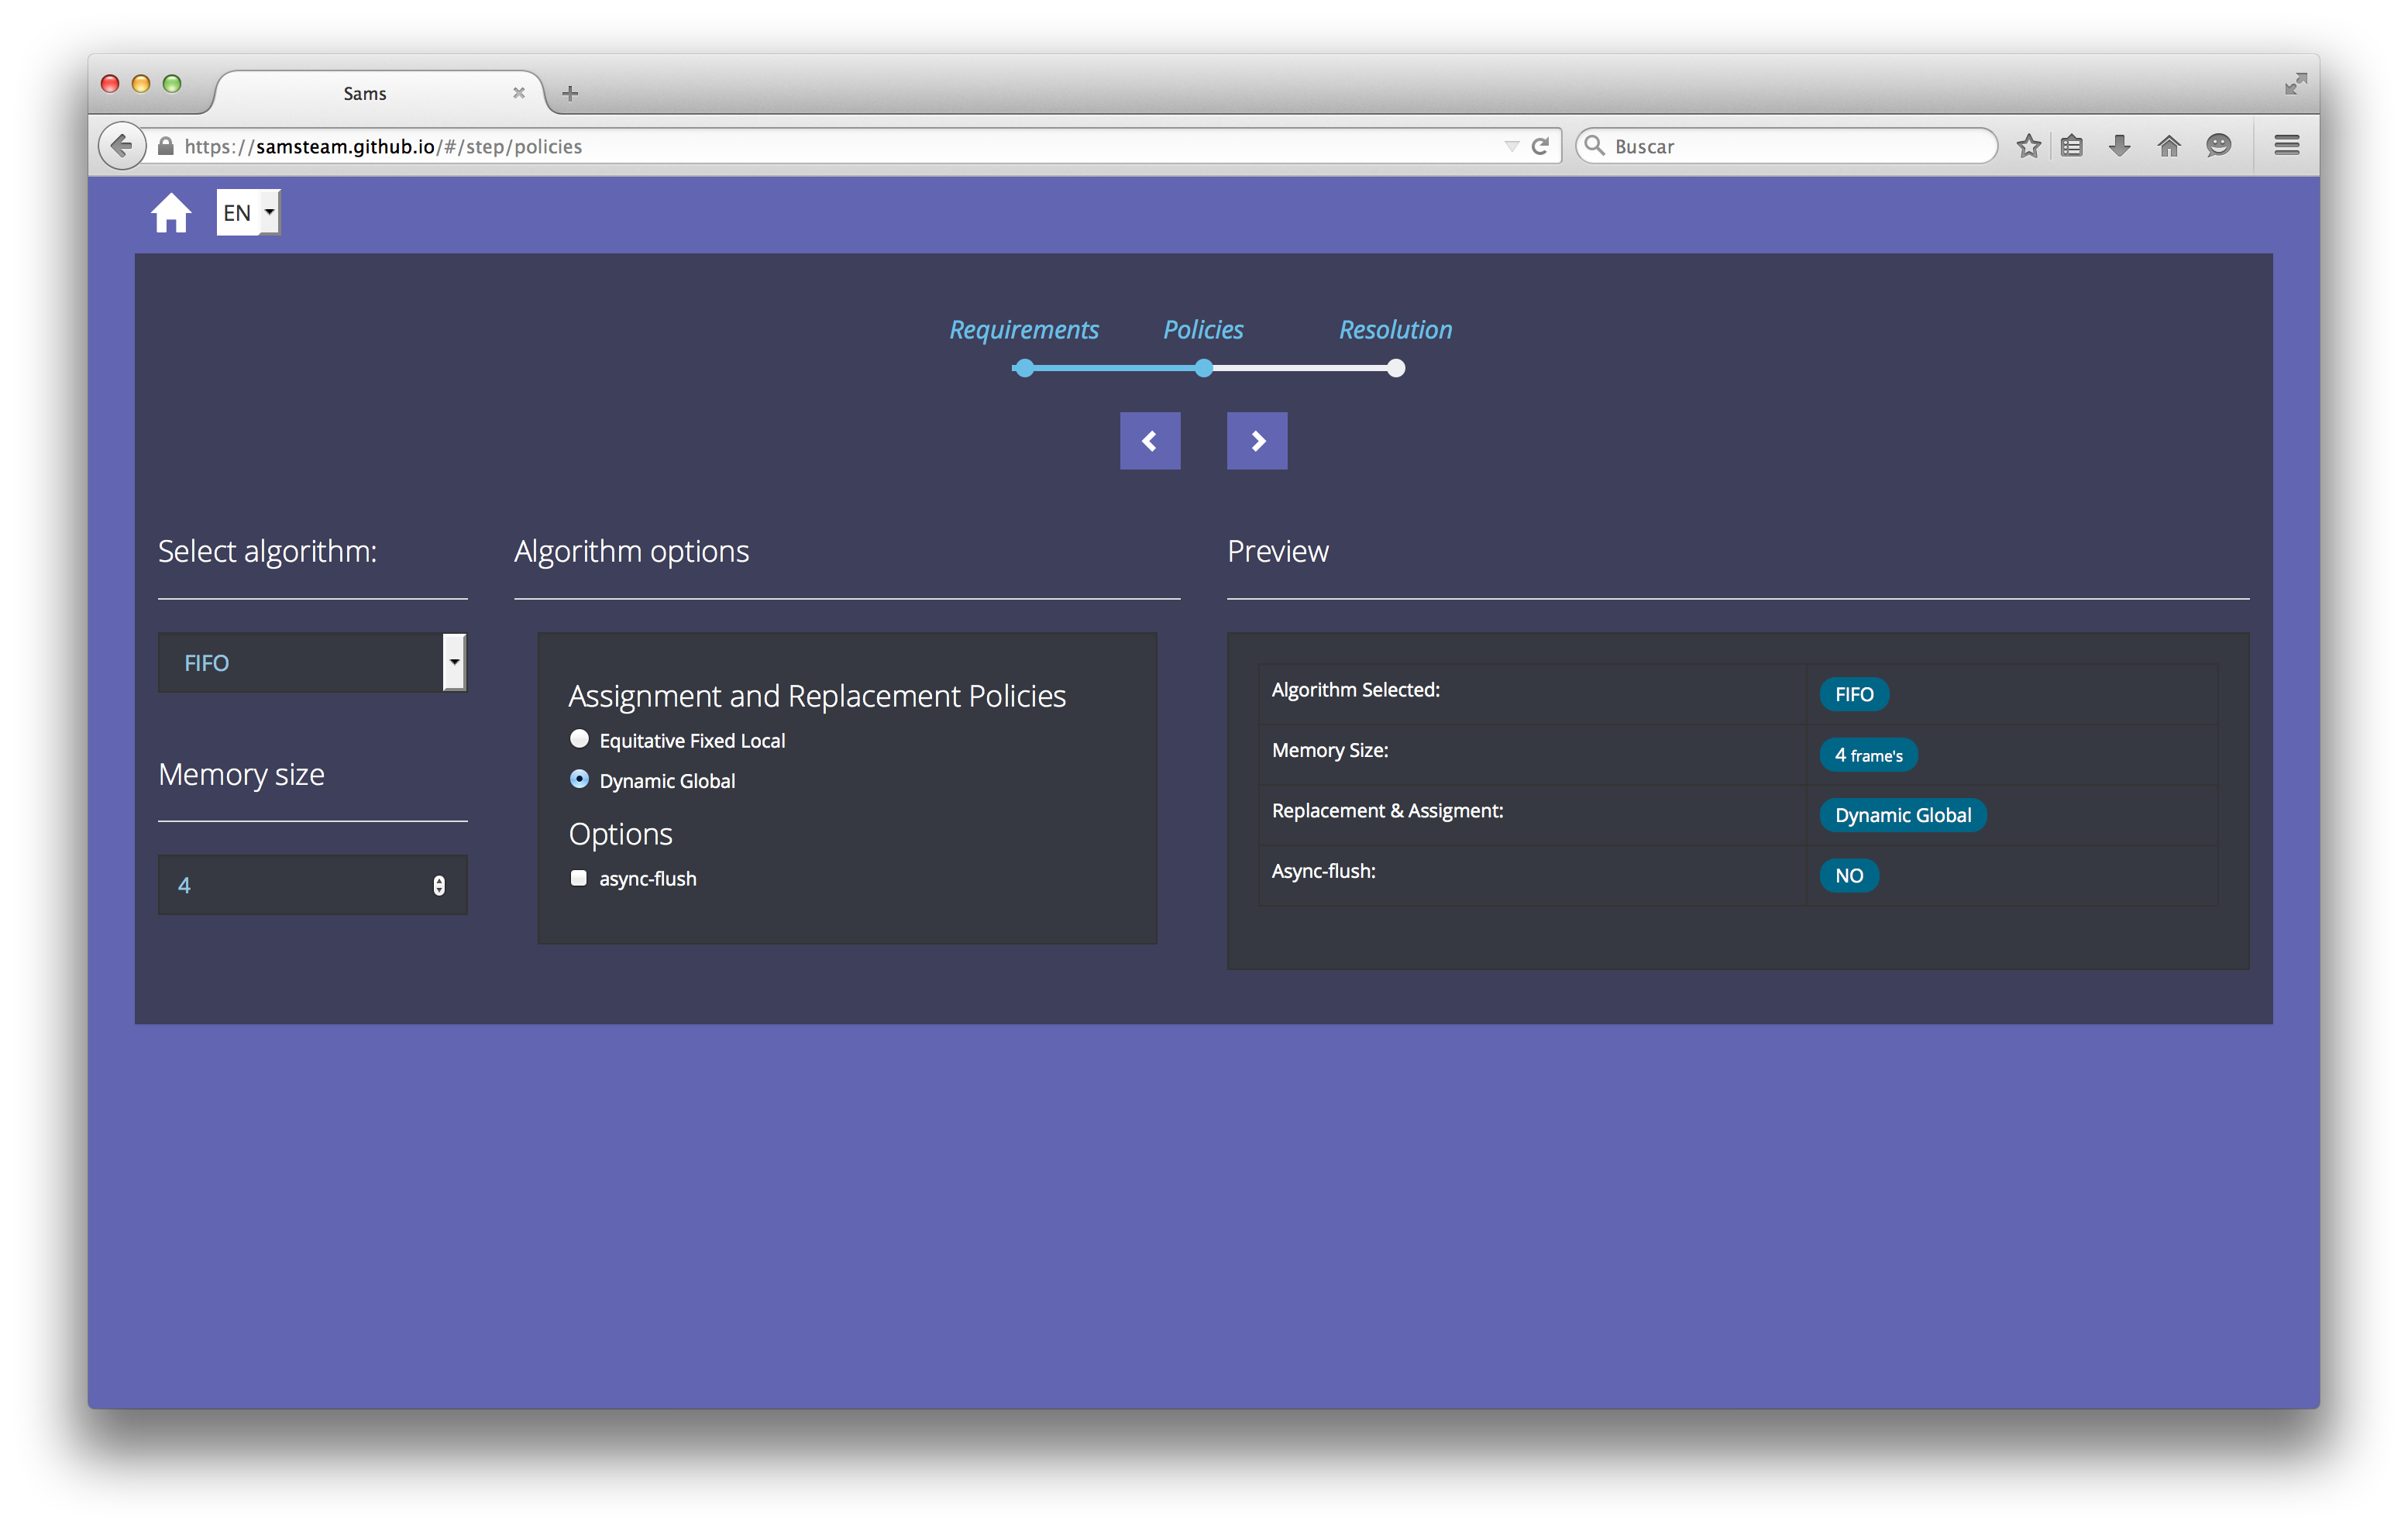 Sams
https://samsteam.github.io/#/step/policies
Buscar
EN
Requirements Policies Resolution
Select algorithm:
FIFO
Memory size
4
Algorithm options
Assignment and Replacement Policies
Equitative Fixed Local
Dynamic Global
Options
async-flush
Preview
Algorithm Selected: FIFO
Memory Size: 4 frame's
Replacement & Assigment: Dynamic Global
Async-flush: NO